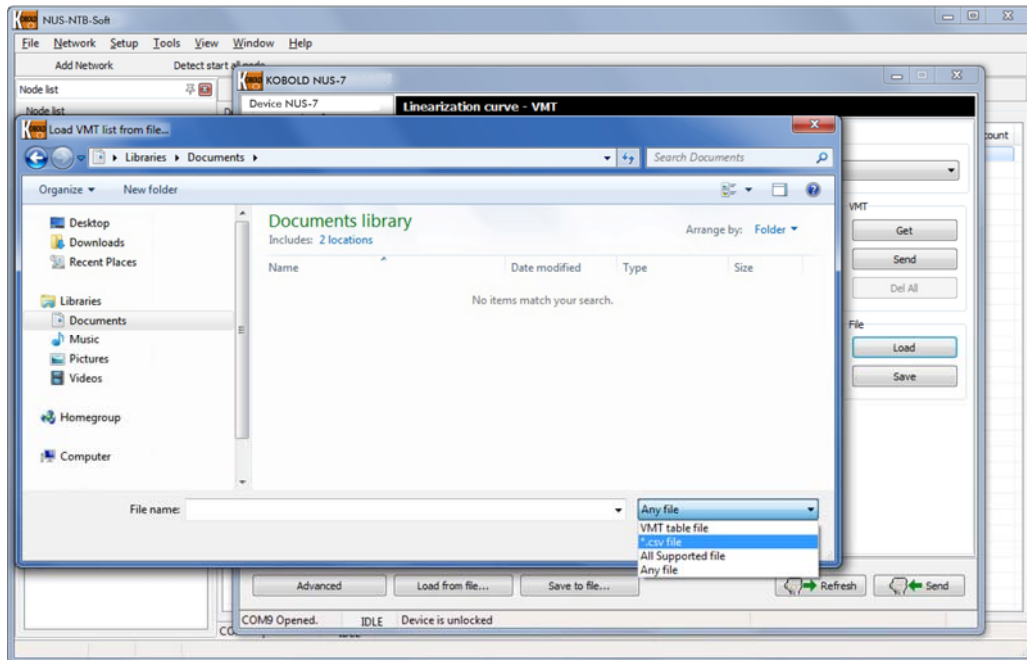 NUS-NTB-Soft
File Network Setup Tools View Window Help
Add Network Detect start all node
KOBOLD NUS-7
Node list
Device NUS-7 Linearization curve - VMT
Node list
Load VMT list from file...
Libraries Documents
Search Documents
Organize New folder
Desktop
Downloads
Recent Places
Libraries
Documents
Music
Pictures
Videos
Homegroup
Computer
Documents library
Includes: 2 locations
Arrange by: Folder
Name Date modified Type Size
No items match your search.
File name:
Any file
VMT table file
*.csv file
All Supported file
Any file
VMT
Get
Send
Del All
File
Load
Save
Advanced Load from file... Save to file... Refresh Send
COM9 Opened. IDLE Device is unlocked